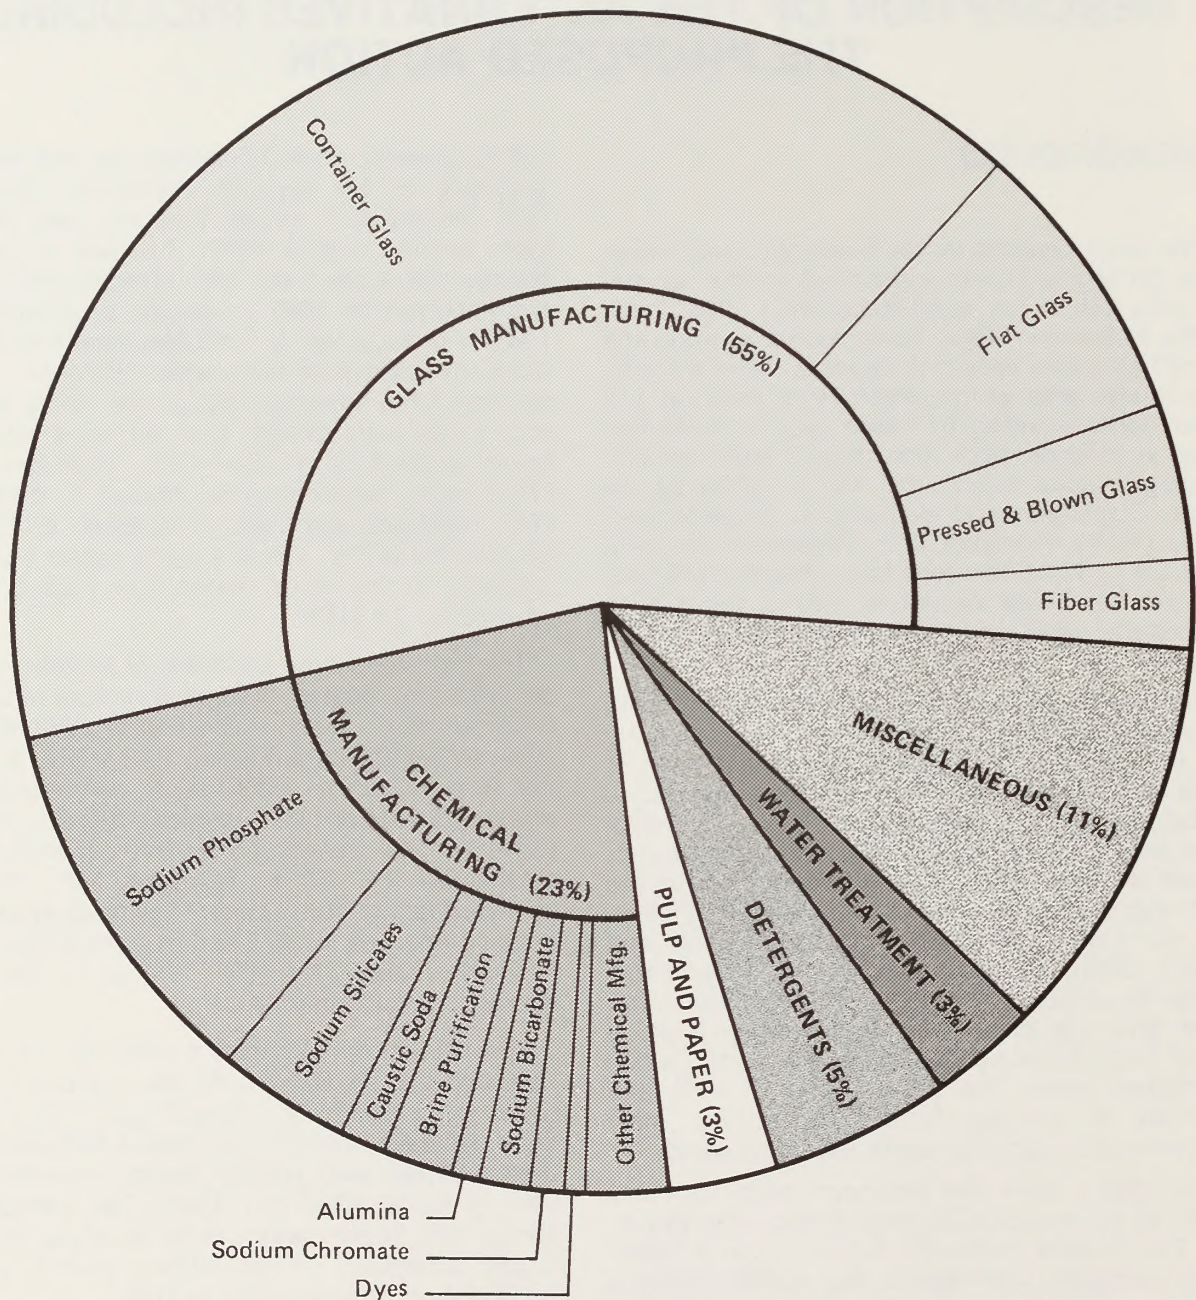 Container Glass
GLASS MANUFACTURING (55%)
Flat Glass
Pressed & Blown Glass
Fiber Glass
MISCELLANEOUS (11%)
WATER TREATMENT (3%)
DETERGENTS (5%)
PULP AND PAPER (3%)
CHEMICAL
MANUFACTURING (23%)
Sodium Phosphate
Sodium Silicates
Caustic Soda
Brine Purification
Sodium Bicarbonate
Other Chemical Mfg.
Alumina
Sodium Chromate
Dyes